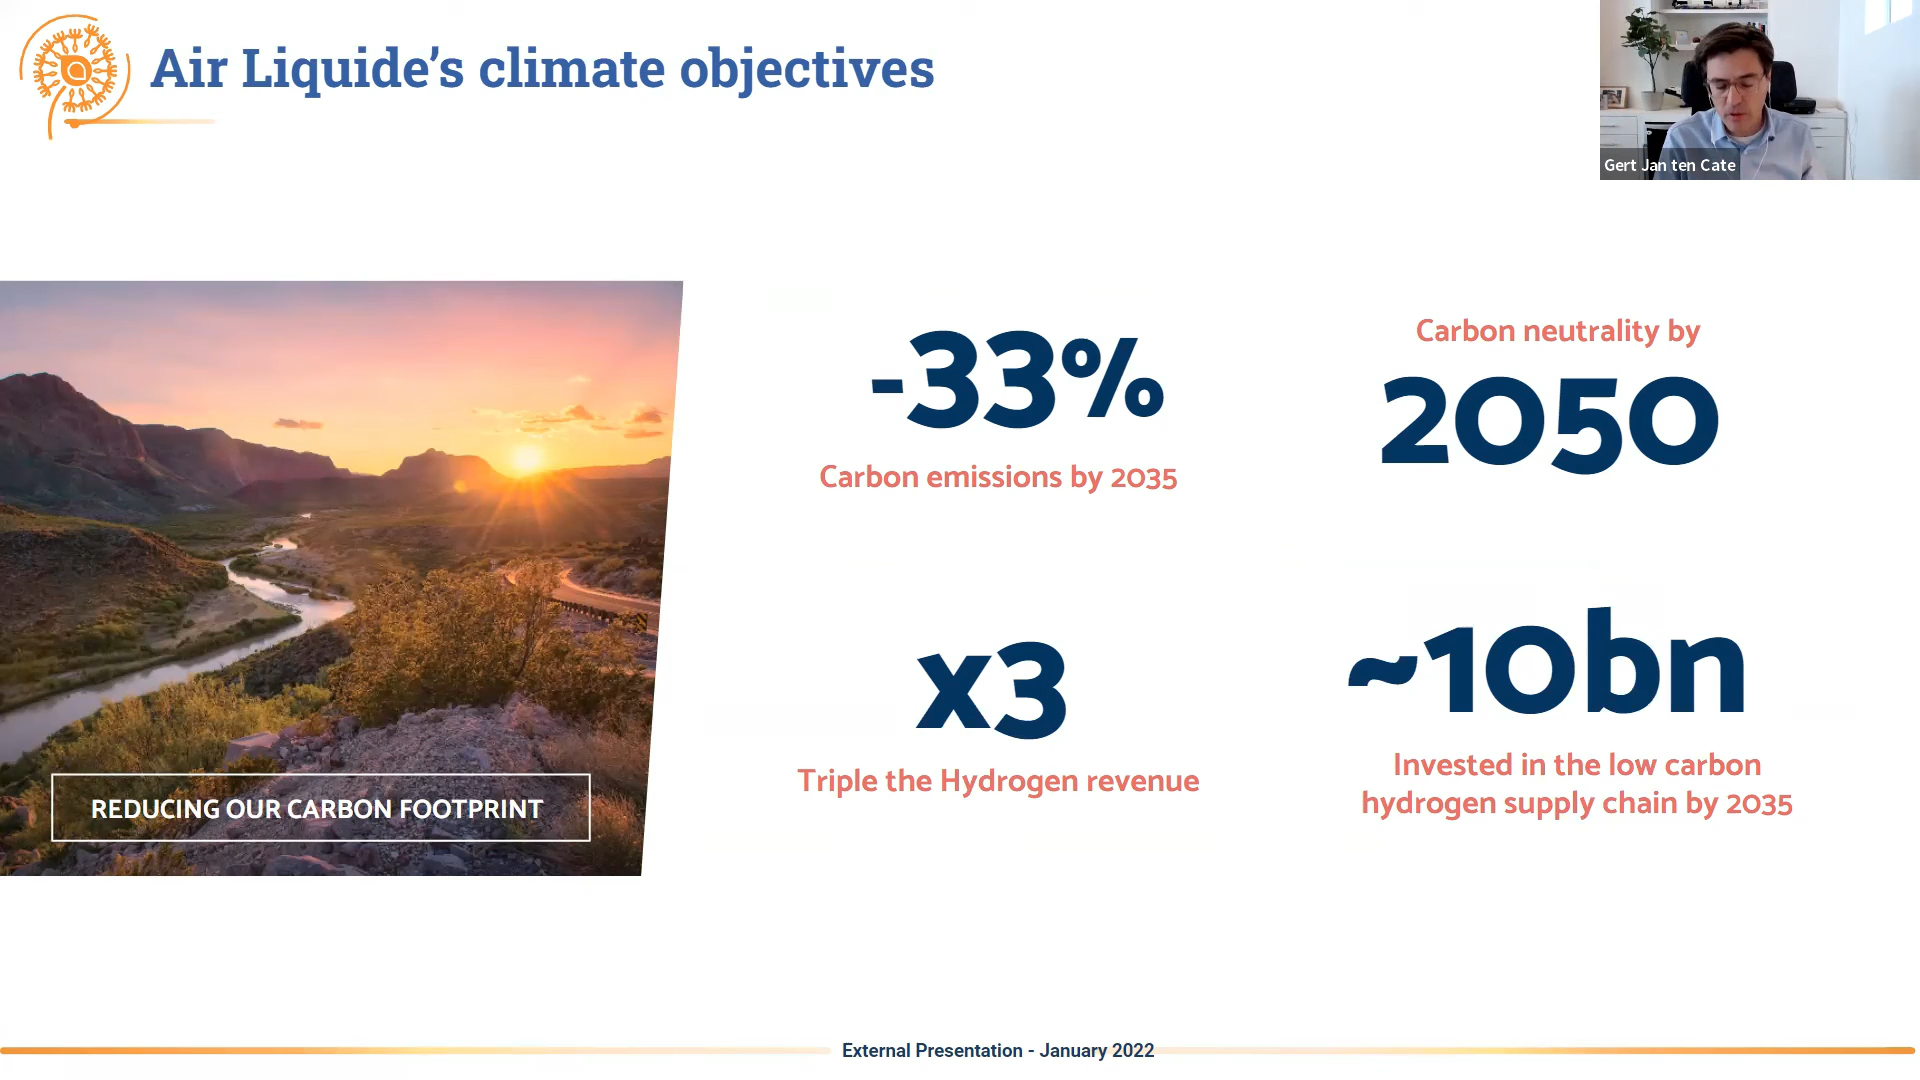 Air Liquide’s climate objectives
Gert Jan ten Cate
-33%
Carbon emissions by 2035
Carbon neutrality by
2050
x3
Triple the Hydrogen revenue
~10bn
Invested in the low carbon
hydrogen supply chain by 2035
REDUCING OUR CARBON FOOTPRINT
External Presentation - January 2022